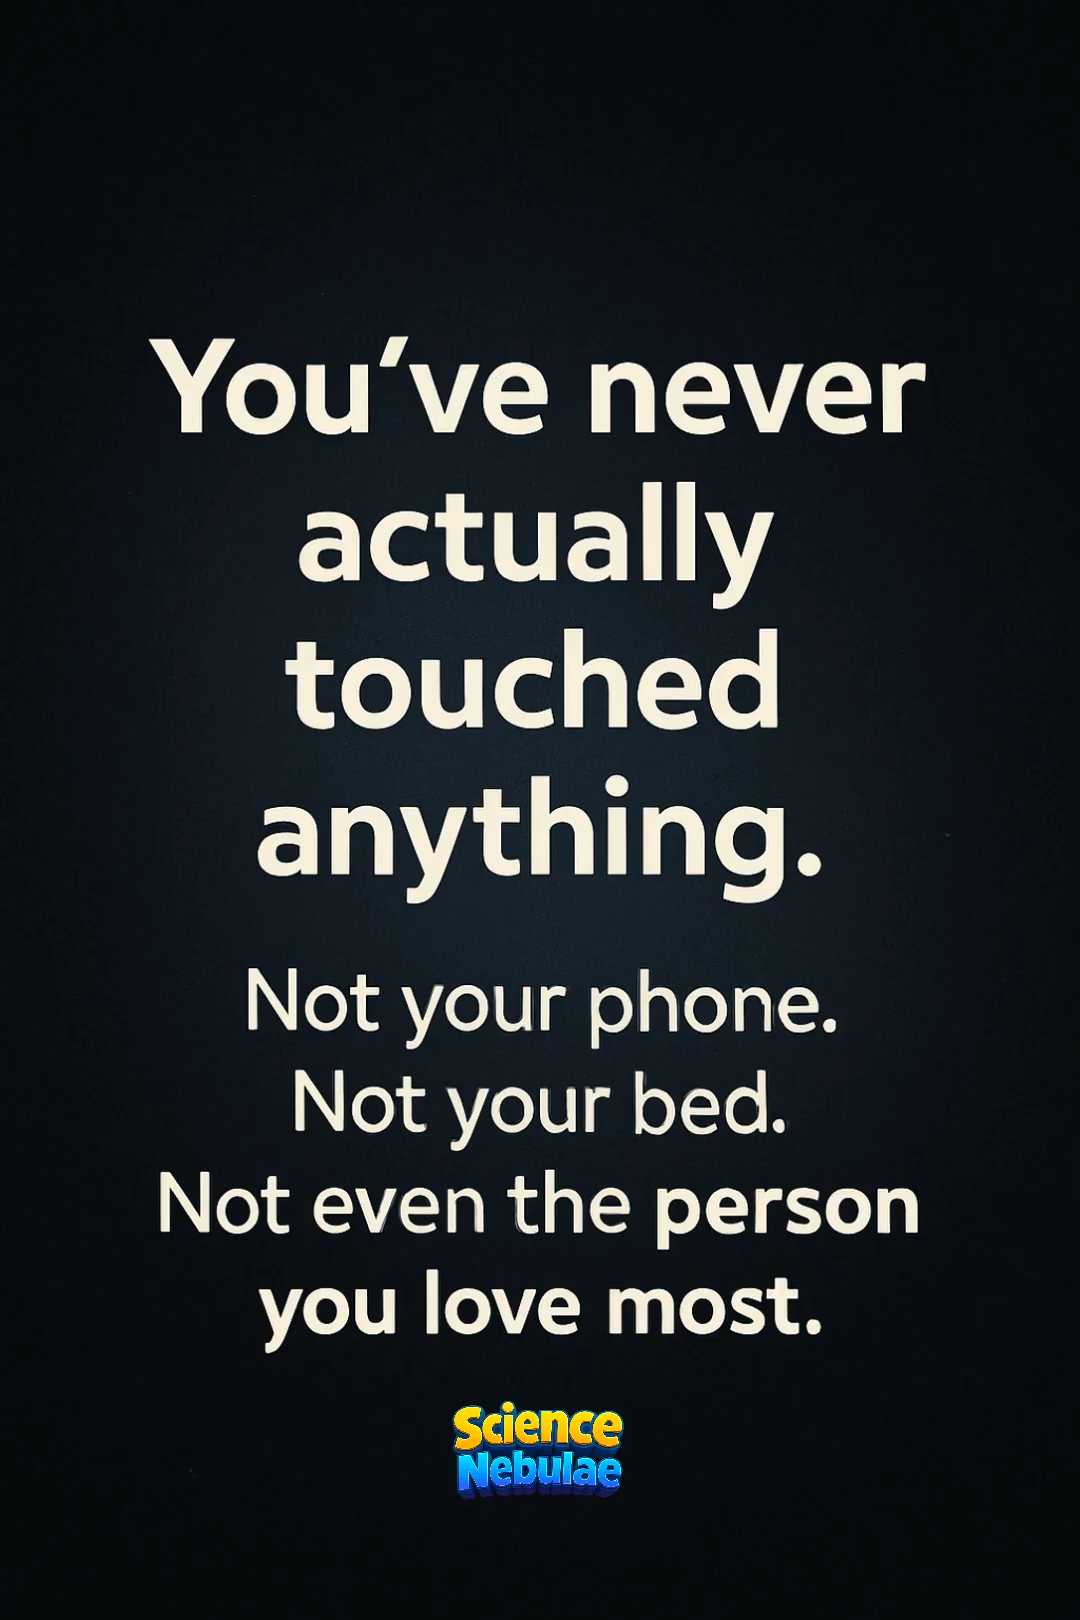 You've never
actually
touched
anything.
Not your phone.
Not your bed.
Not even the person
you love most.
Science
Nebulae